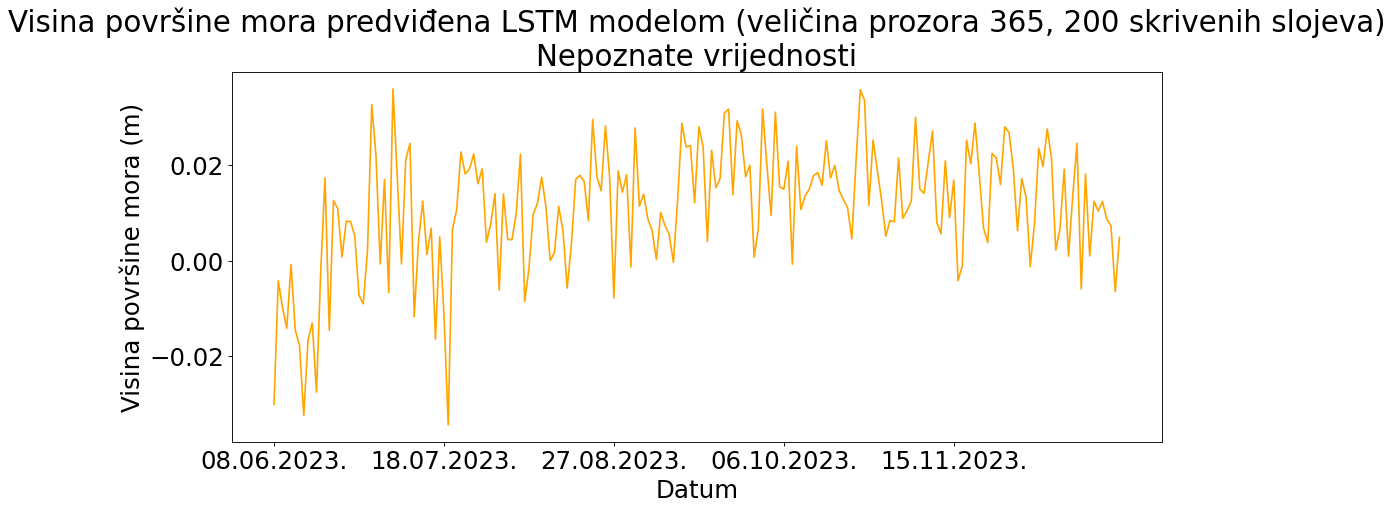 Visina površine mora predviđena LSTM modelom (veličina prozora 365, 200 skrivenih slojeva)
Nepoznate vrijednosti
Visina površine mora (m)
0.02
0.00
−0.02
08.06.2023. 18.07.2023. 27.08.2023. 06.10.2023. 15.11.2023.
Datum